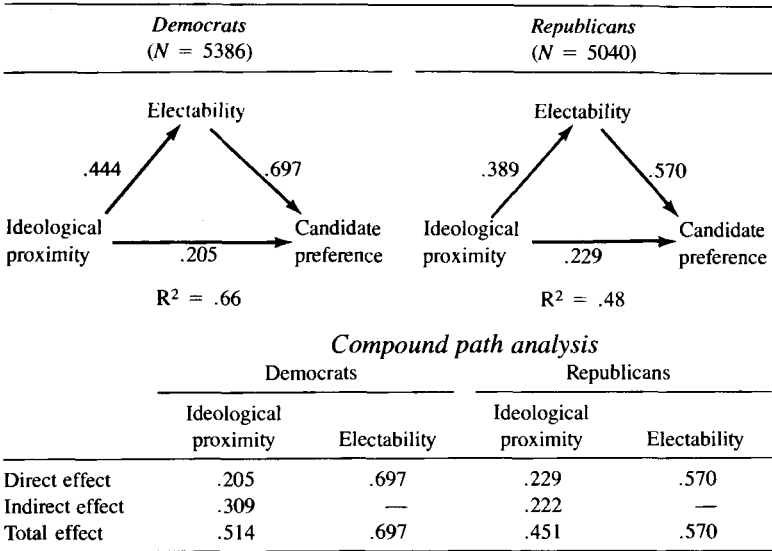 Democrats Republicans
(N = 5386) (N = 5040)
Electability Electability
.444 .697 .389 .570
Ideological Candidate Ideological Candidate
proximity .205 preference proximity .229 preference
R² = .66 R² = .48
Compound path analysis
Democrats Republicans
Ideological Ideological
proximity Electability proximity Electability
Direct effect .205 .697 .229 .570
Indirect effect .309 — .222 —
Total effect .514 .697 .451 .570